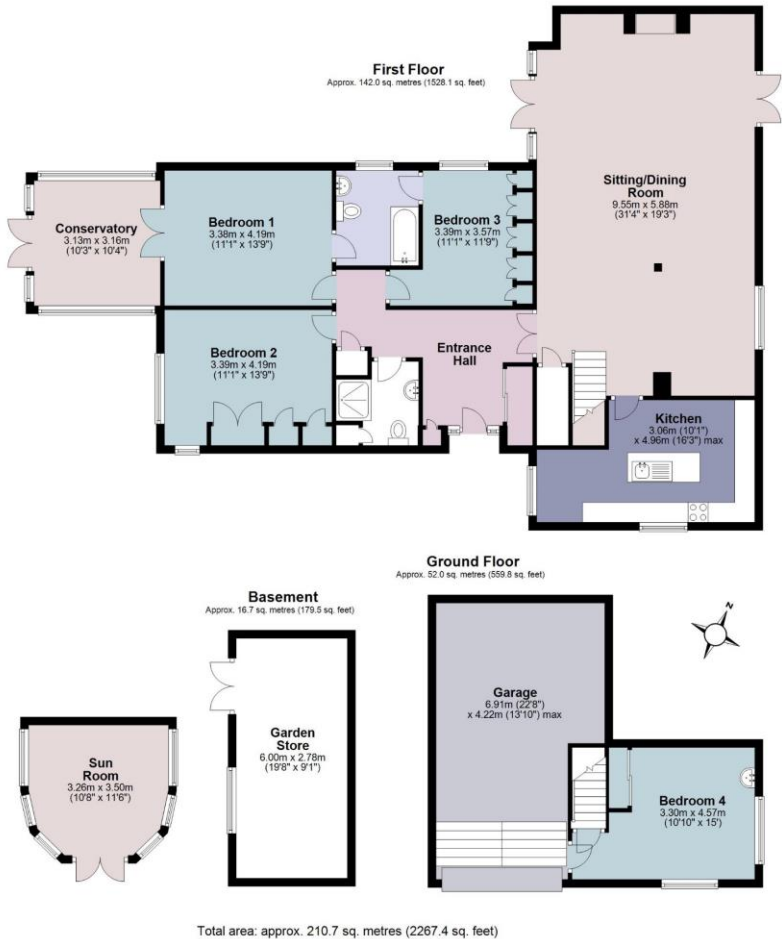 First Floor
Approx. 142.0 sq. metres (1528.1 sq. feet)
Sitting/Dining
Room
9.55m x 5.88m
(31'4" x 19'3")
Conservatory
3.13m x 3.16m
(10'3" x 10'4")
Bedroom 1
3.38m x 4.19m
(11'1" x 13'9")
Bedroom 3
3.39m x 3.57m
(11'1" x 11'9")
Bedroom 2
3.39m x 4.19m
(11'1" x 13'9")
Entrance
Hall
Kitchen
3.06m (10'1")
x 4.96m (16'3") max
Ground Floor
Approx. 52.0 sq. metres (559.8 sq. feet)
Basement
Approx. 16.7 sq. metres (179.5 sq. feet)
N
Garage
6.91m (22'8")
x 4.22m (13'10") max
Garden
Store
6.00m x 2.78m
(19'8" x 9'1")
Sun
Room
3.26m x 3.50m
(10'8" x 11'6")
Bedroom 4
3.30m x 4.57m
(10'10" x 15')
Total area: approx. 210.7 sq. metres (2267.4 sq. feet)